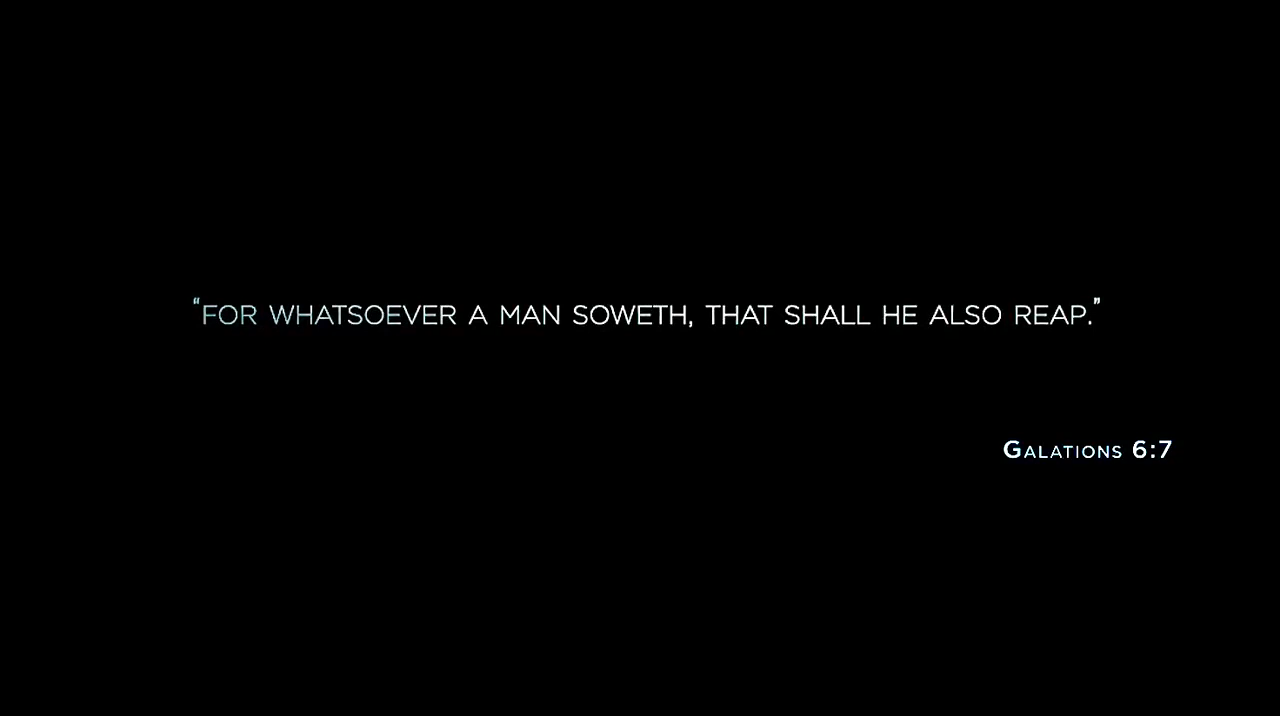 “FOR WHATSOEVER A MAN SOWETH, THAT SHALL HE ALSO REAP.”
GALATIONS 6:7